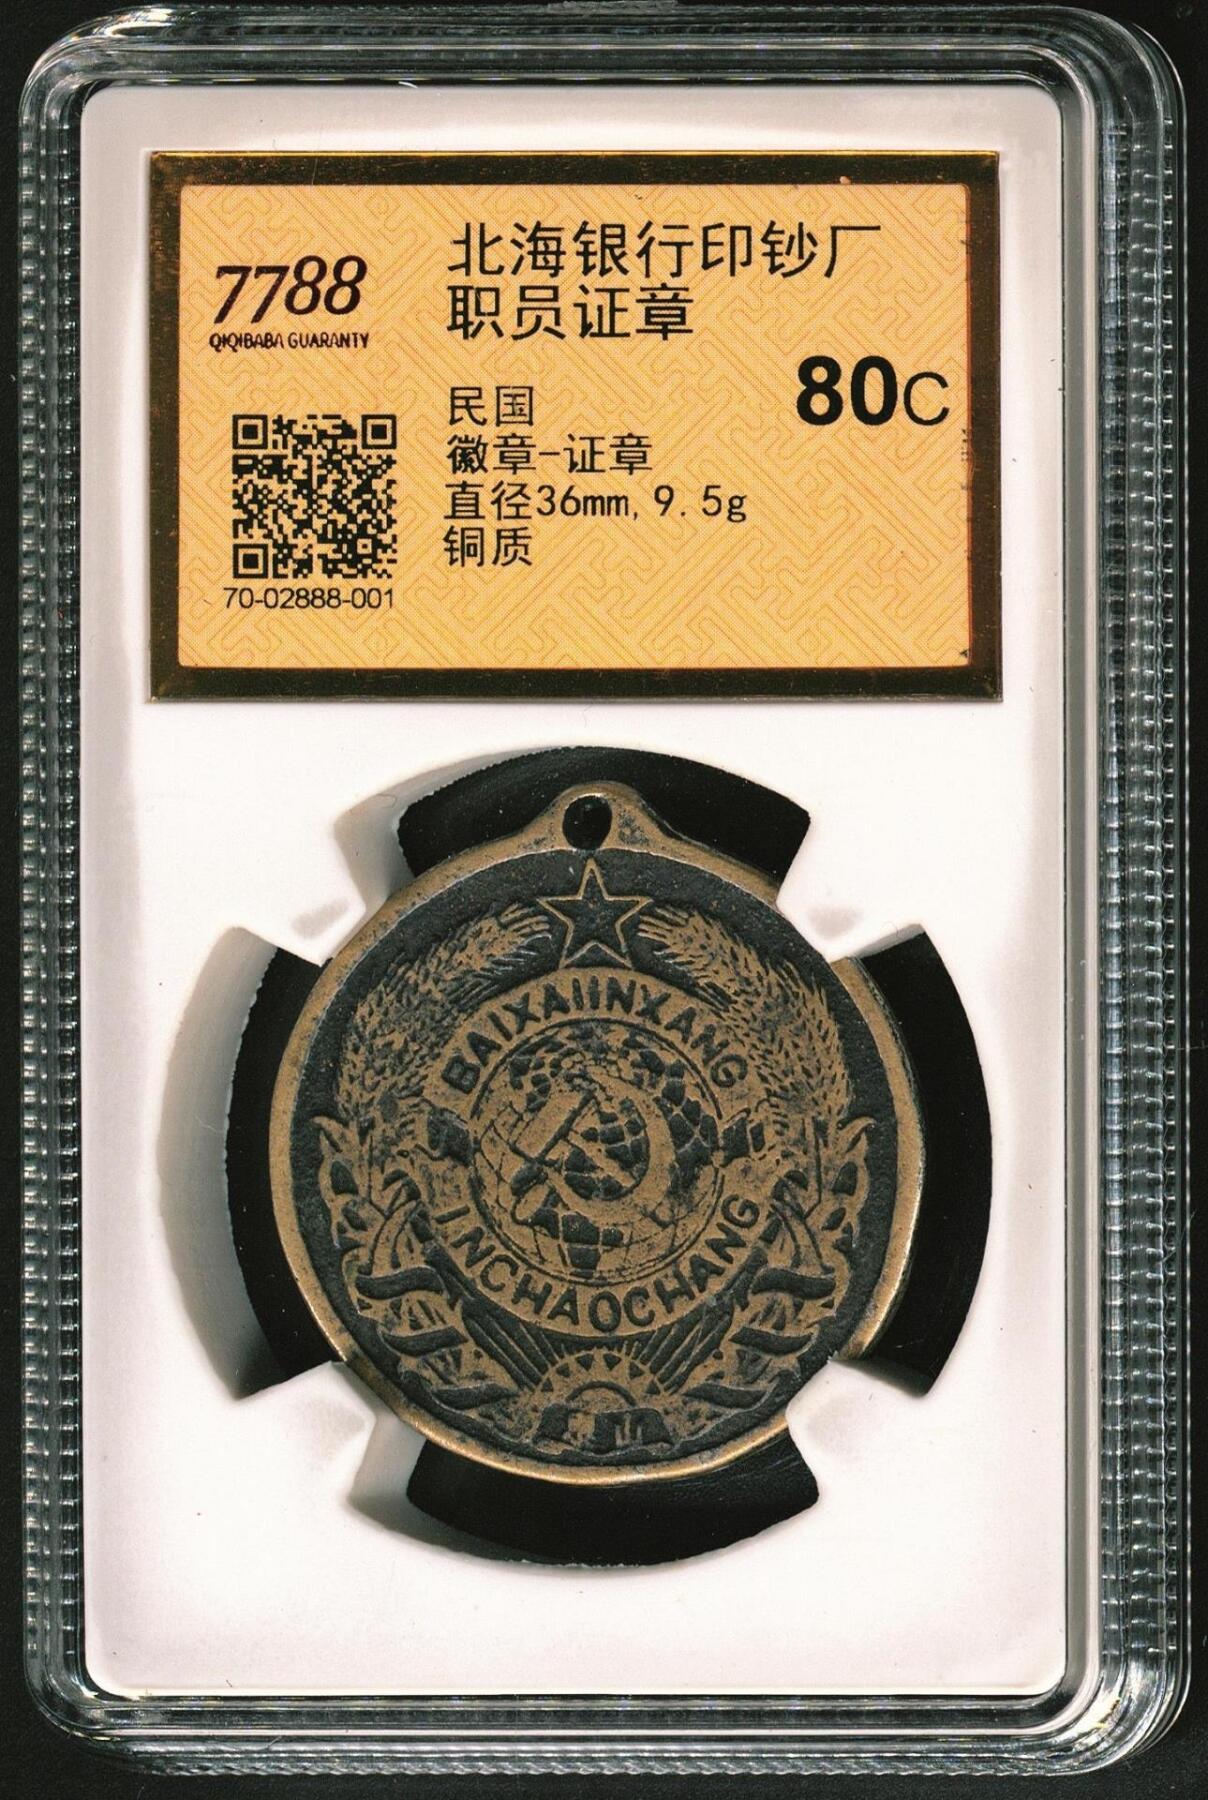 7788
QIQIBABA GUARANTY
70-02888-001
北海银行印钞厂
职员证章
80C
民国
徽章-证章
直径36mm,9.5g
铜质
BAIXAIINXANG
INCHAOCHANG